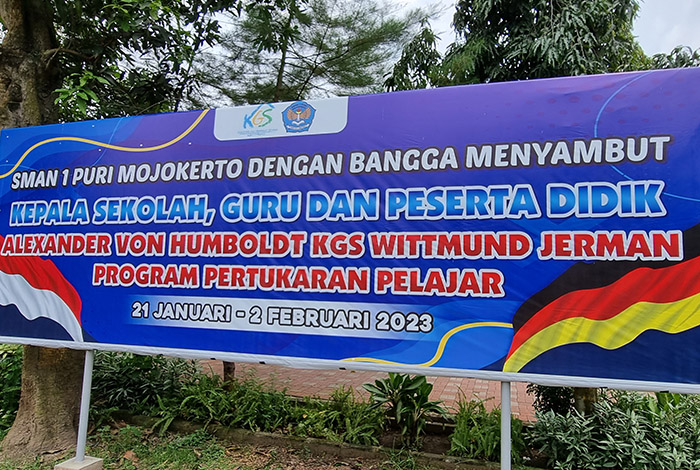 KGS
SMAN 1 PURI MOJOKERTO DENGAN BANGGA MENYAMBUT
KEPALA SEKOLAH, GURU DAN PESERTA DIDIK
ALEXANDER VON HUMBOLDT KGS WITTMUND JERMAN
PROGRAM PERTUKARAN PELAJAR
21 JANUARI - 2 FEBRUARI 2023